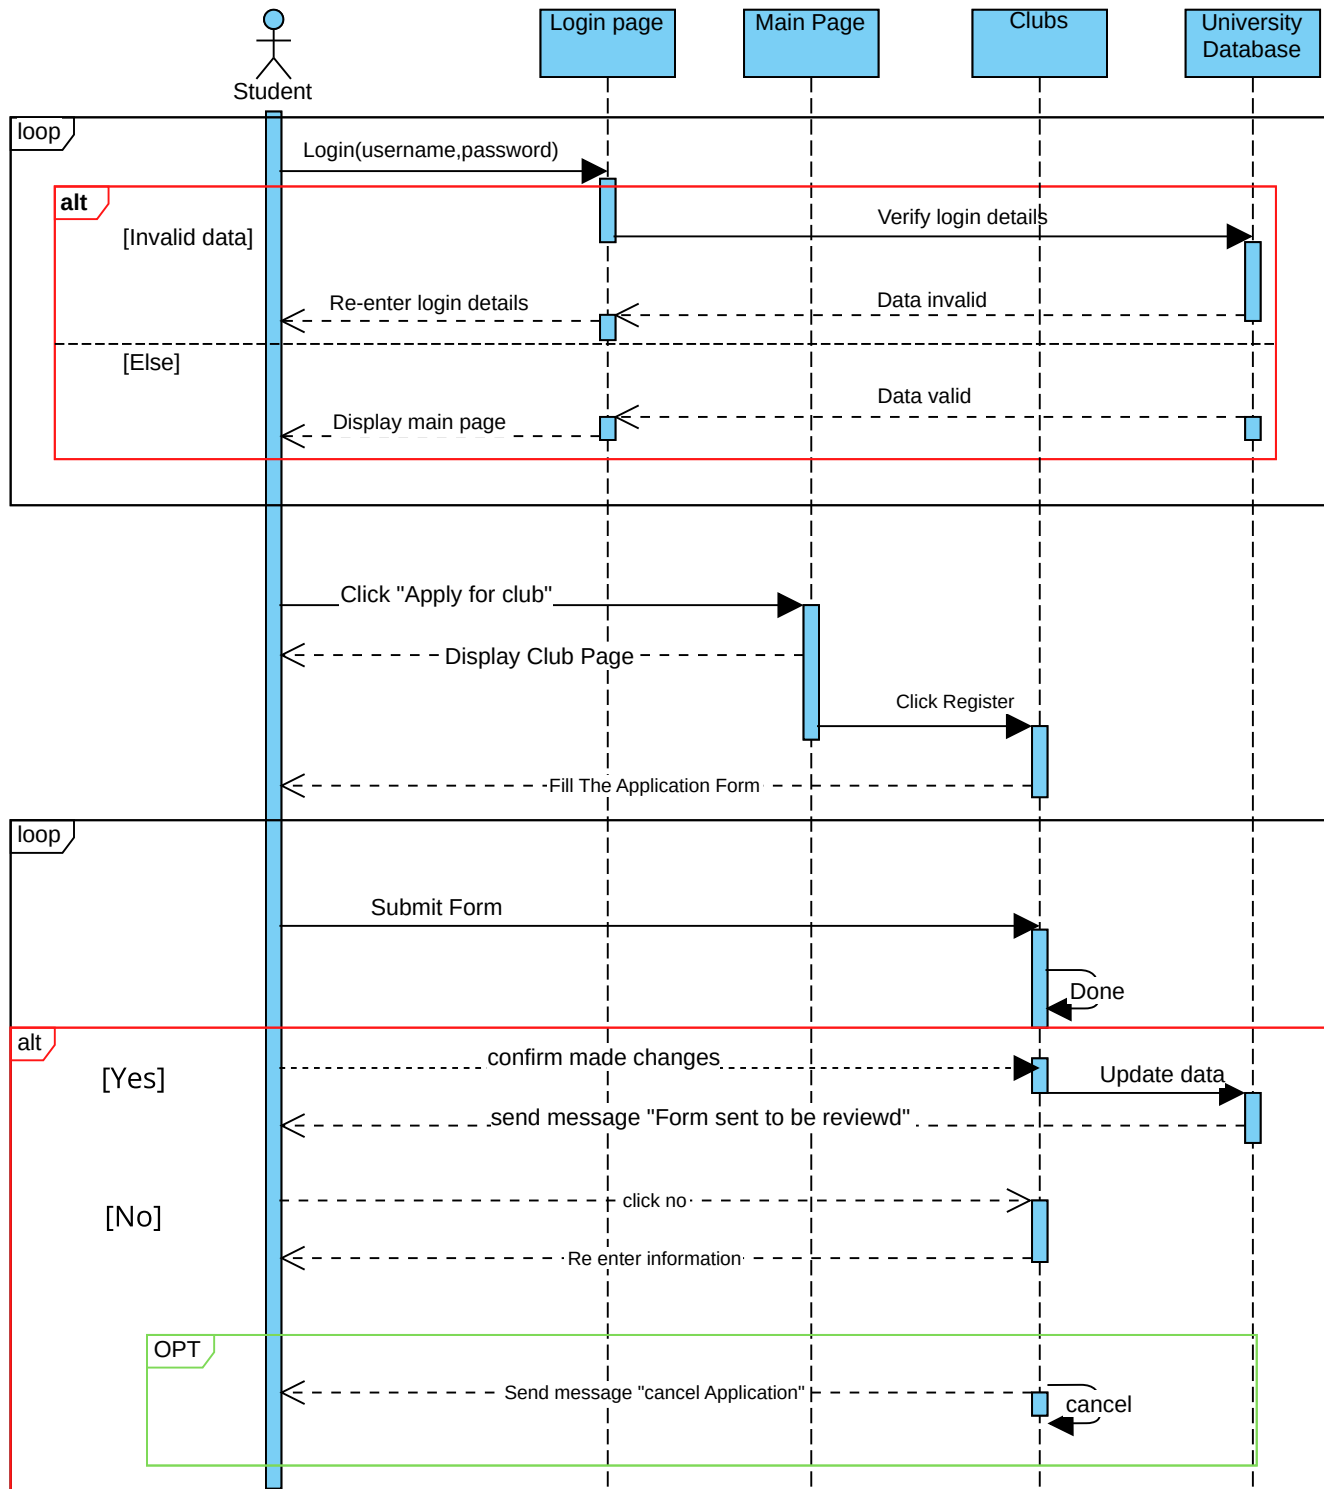 Student
Login page
Main Page
Clubs
University
Database
loop
Login(username,password)
alt
Verify login details
[Invalid data]
Data invalid
Re-enter login details
[Else]
Data valid
Display main page
Click "Apply for club"
Display Club Page
Click Register
Fill The Application Form
loop
Submit Form
Done
alt
confirm made changes
[Yes]
Update data
send message "Form sent to be reviewd"
click no
[No]
Re enter information
OPT
Send message "cancel Application"
cancel